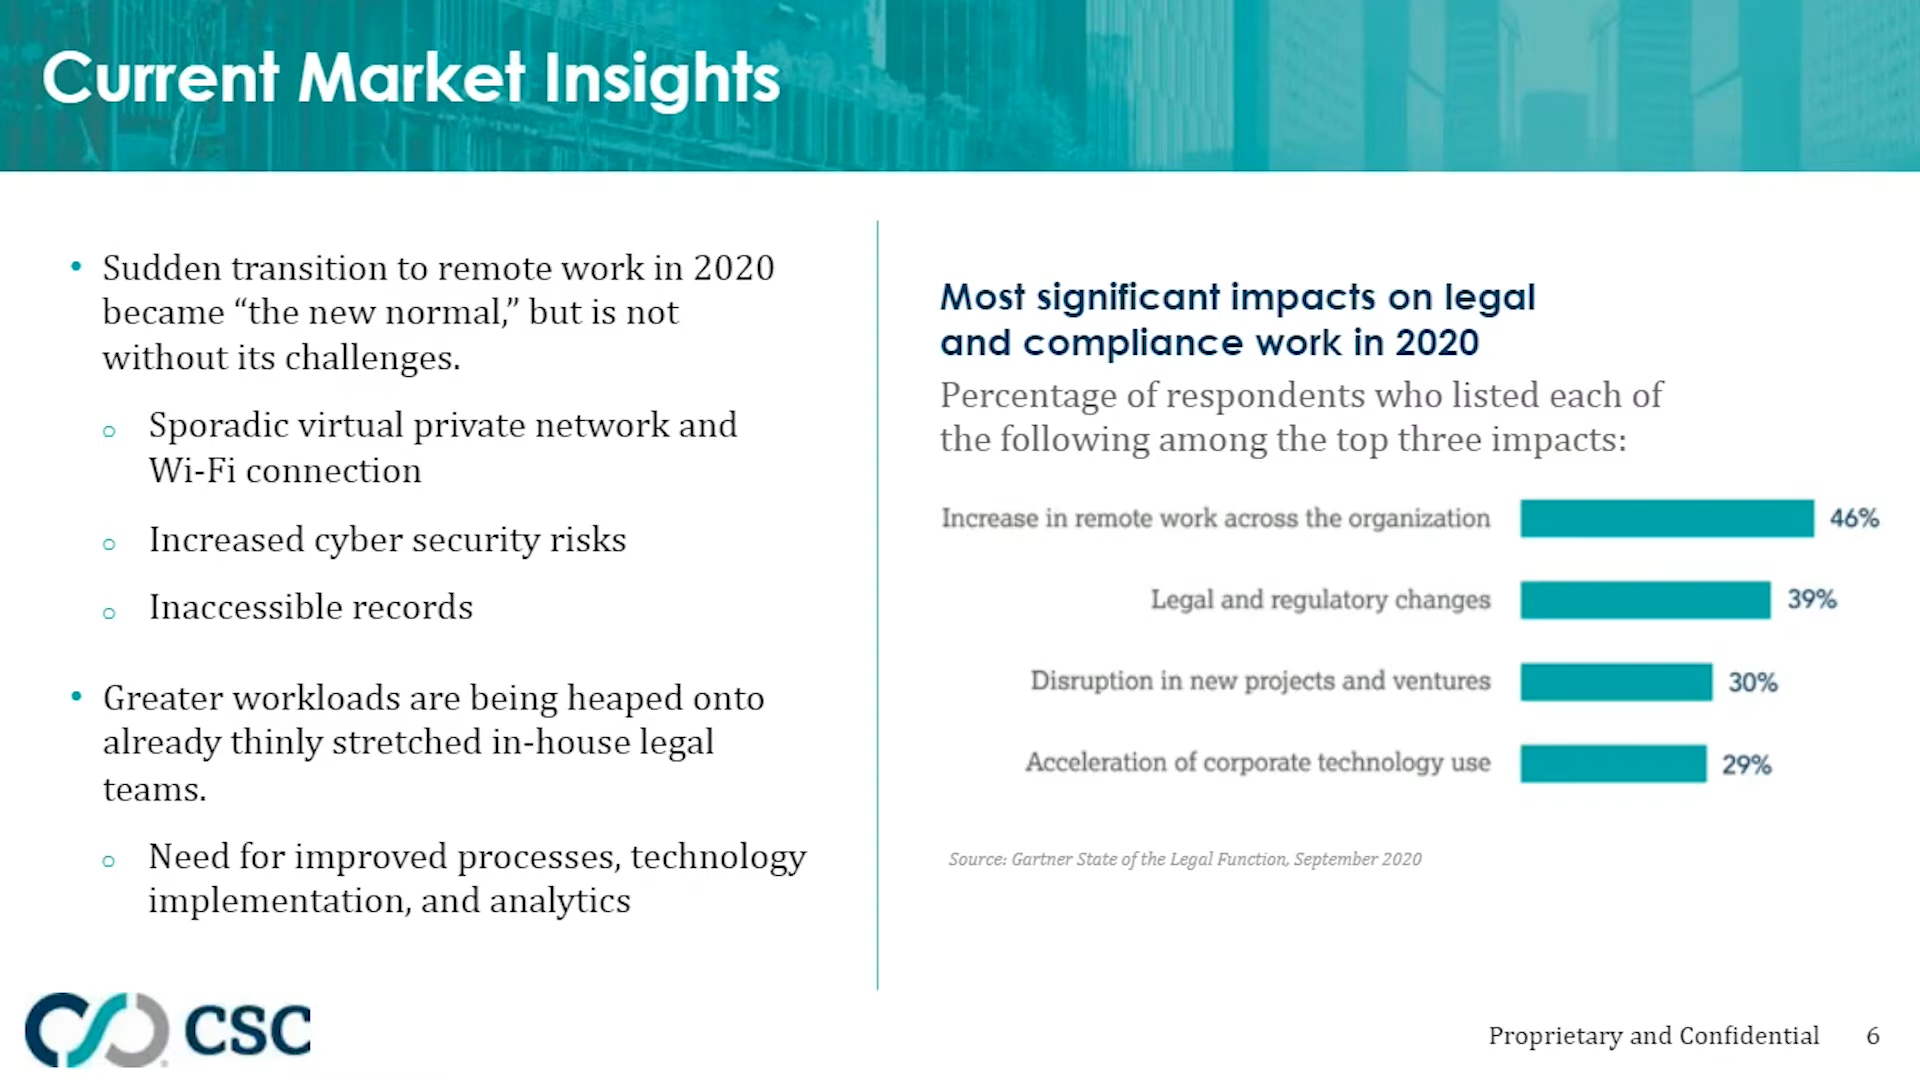 Current Market Insights
• Sudden transition to remote work in 2020
became “the new normal,” but is not
without its challenges.
o Sporadic virtual private network and
Wi-Fi connection
o Increased cyber security risks
o Inaccessible records
• Greater workloads are being heaped onto
already thinly stretched in-house legal
teams.
o Need for improved processes, technology
implementation, and analytics
Most significant impacts on legal
and compliance work in 2020
Percentage of respondents who listed each of
the following among the top three impacts:
Increase in remote work across the organization 46%
Legal and regulatory changes 39%
Disruption in new projects and ventures 30%
Acceleration of corporate technology use 29%
Source: Gartner State of the Legal Function, September 2020
CSC
Proprietary and Confidential 6